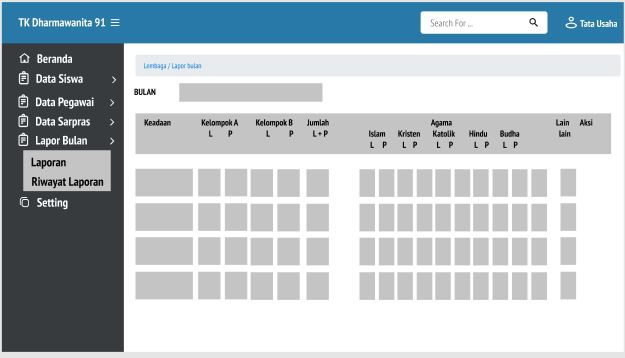 TK Dharmawanita 91
Search For ...
Tata Usaha
Beranda
Data Siswa
Data Pegawai
Data Sarpras
Lapor Bulan
Laporan
Riwayat Laporan
Setting
Lembaga / Lapor bulan
BULAN
Keadaan Kelompok A Kelompok B Jumlah Agama Lain Aksi
L P L P L + P Islam Kristen Katolik Hindu Budha lain
L P L P L P L P L P